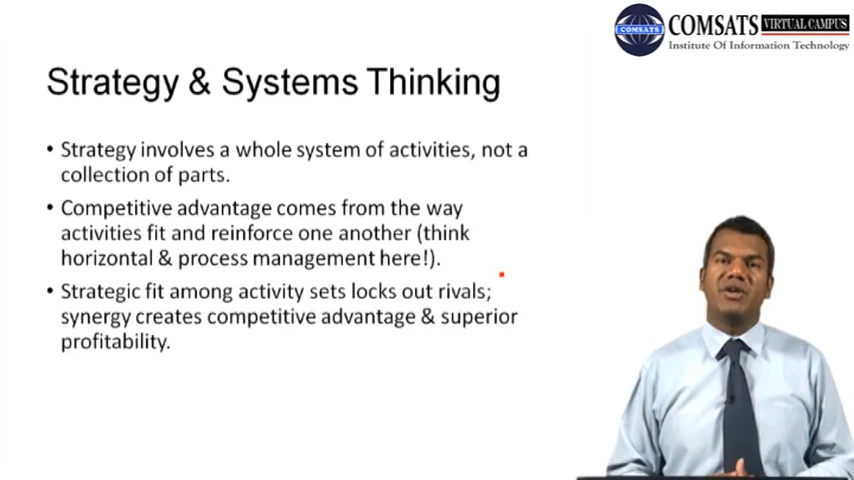 COMSATS VIRTUAL CAMPUS
COMSATS
Institute Of Information Technology
Strategy & Systems Thinking
• Strategy involves a whole system of activities, not a
collection of parts.
• Competitive advantage comes from the way
activities fit and reinforce one another (think
horizontal & process management here!).
• Strategic fit among activity sets locks out rivals;
synergy creates competitive advantage & superior
profitability.